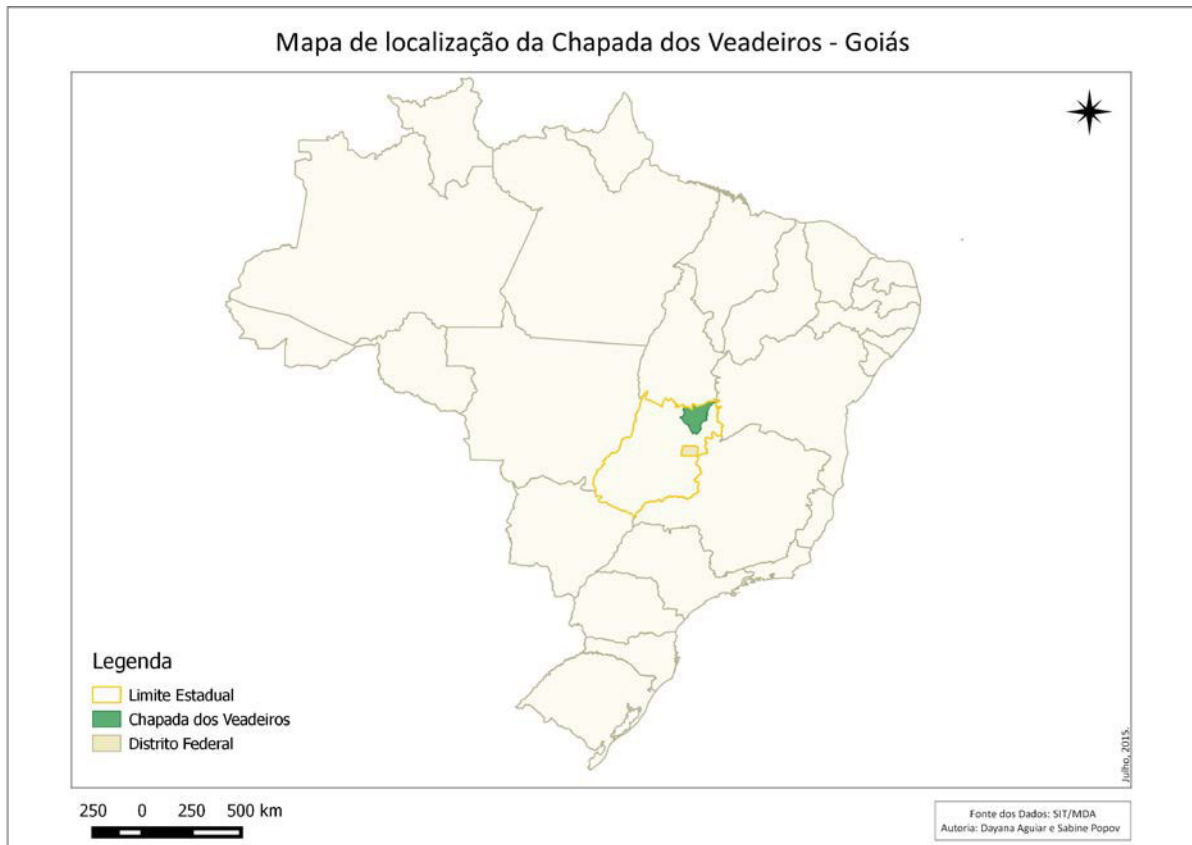 Mapa de localização da Chapada dos Veadeiros - Goiás
Legenda
Limite Estadual
Chapada dos Veadeiros
Distrito Federal
Julho, 2015.
250 0 250 500 km
Fonte dos Dados: SIT/MDA
Autoria: Dayana Aguiar e Sabine Popov